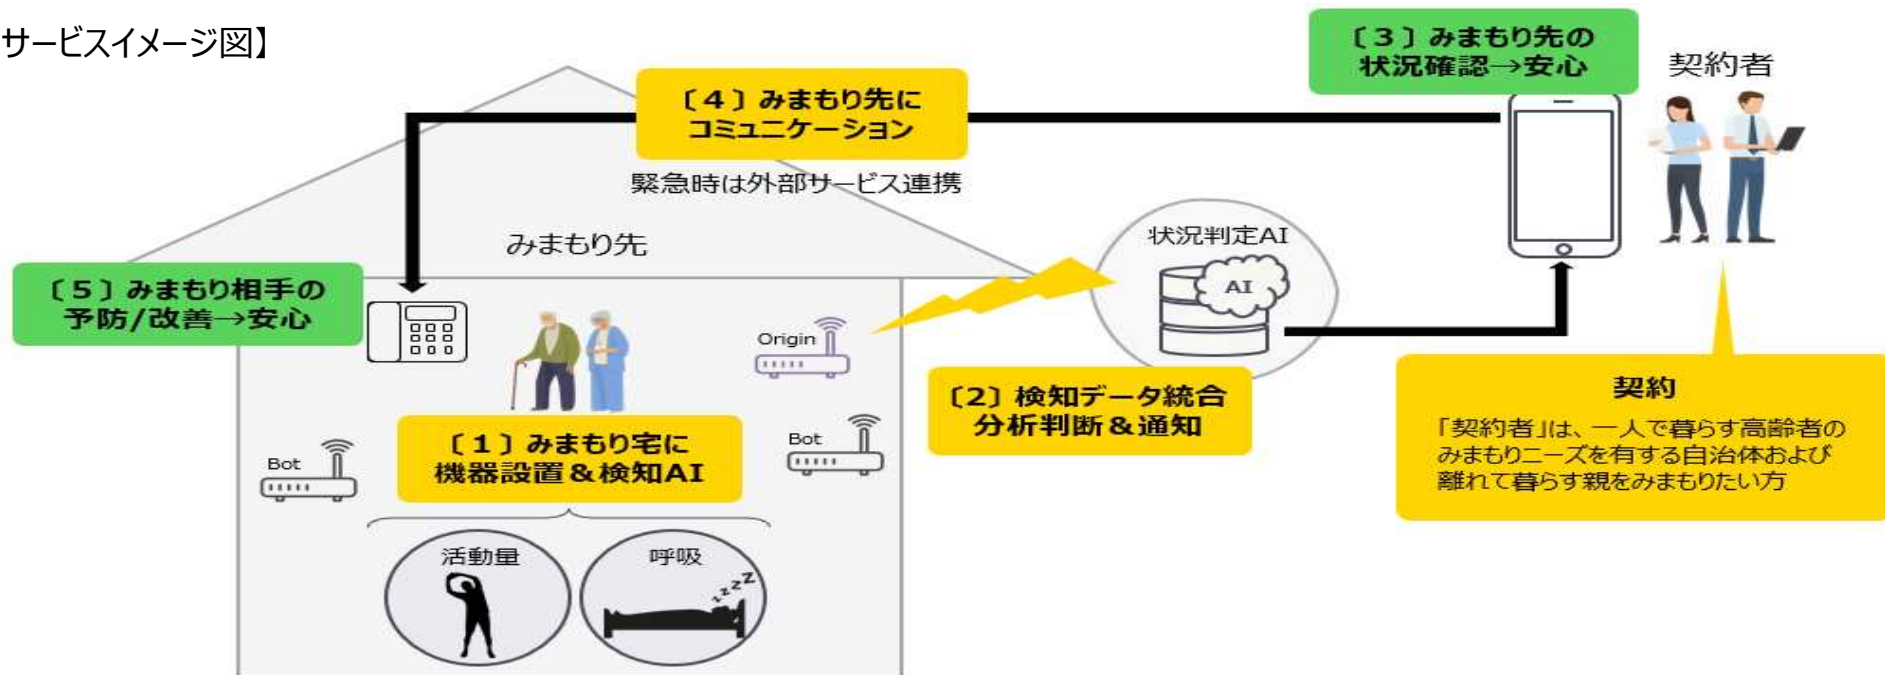 サービスイメージ図】
〔３〕みまもり先の
状況確認→安心
契約者
〔４〕みまもり先に
コミュニケーション
緊急時は外部サービス連携
みまもり先
状況判定AI
AI
〔５〕みまもり相手の
予防/改善→安心
Origin
〔2〕検知データ統合
分析判断＆通知
契約
「契約者」は、一人で暮らす高齢者の
みまもりニーズを有する自治体および
離れて暮らす親をみまもりたい方
〔１〕みまもり宅に
機器設置＆検知AI
Bot
Bot
活動量
呼吸
zzzZ